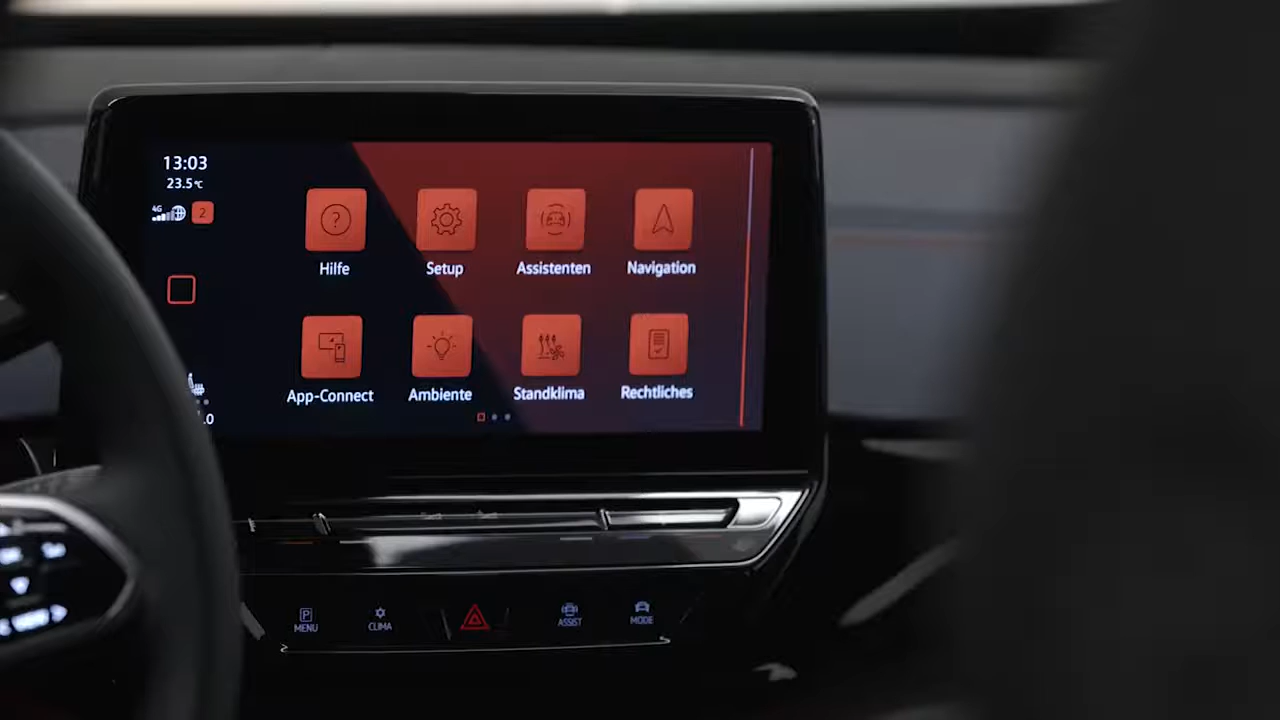 13:03
23.5°C
4G
2
Hilfe
Setup
Assistenten
Navigation
App-Connect
Ambiente
Standklima
Rechtliches
.0
P
MENU
CLIMA
ASSIST
MODE